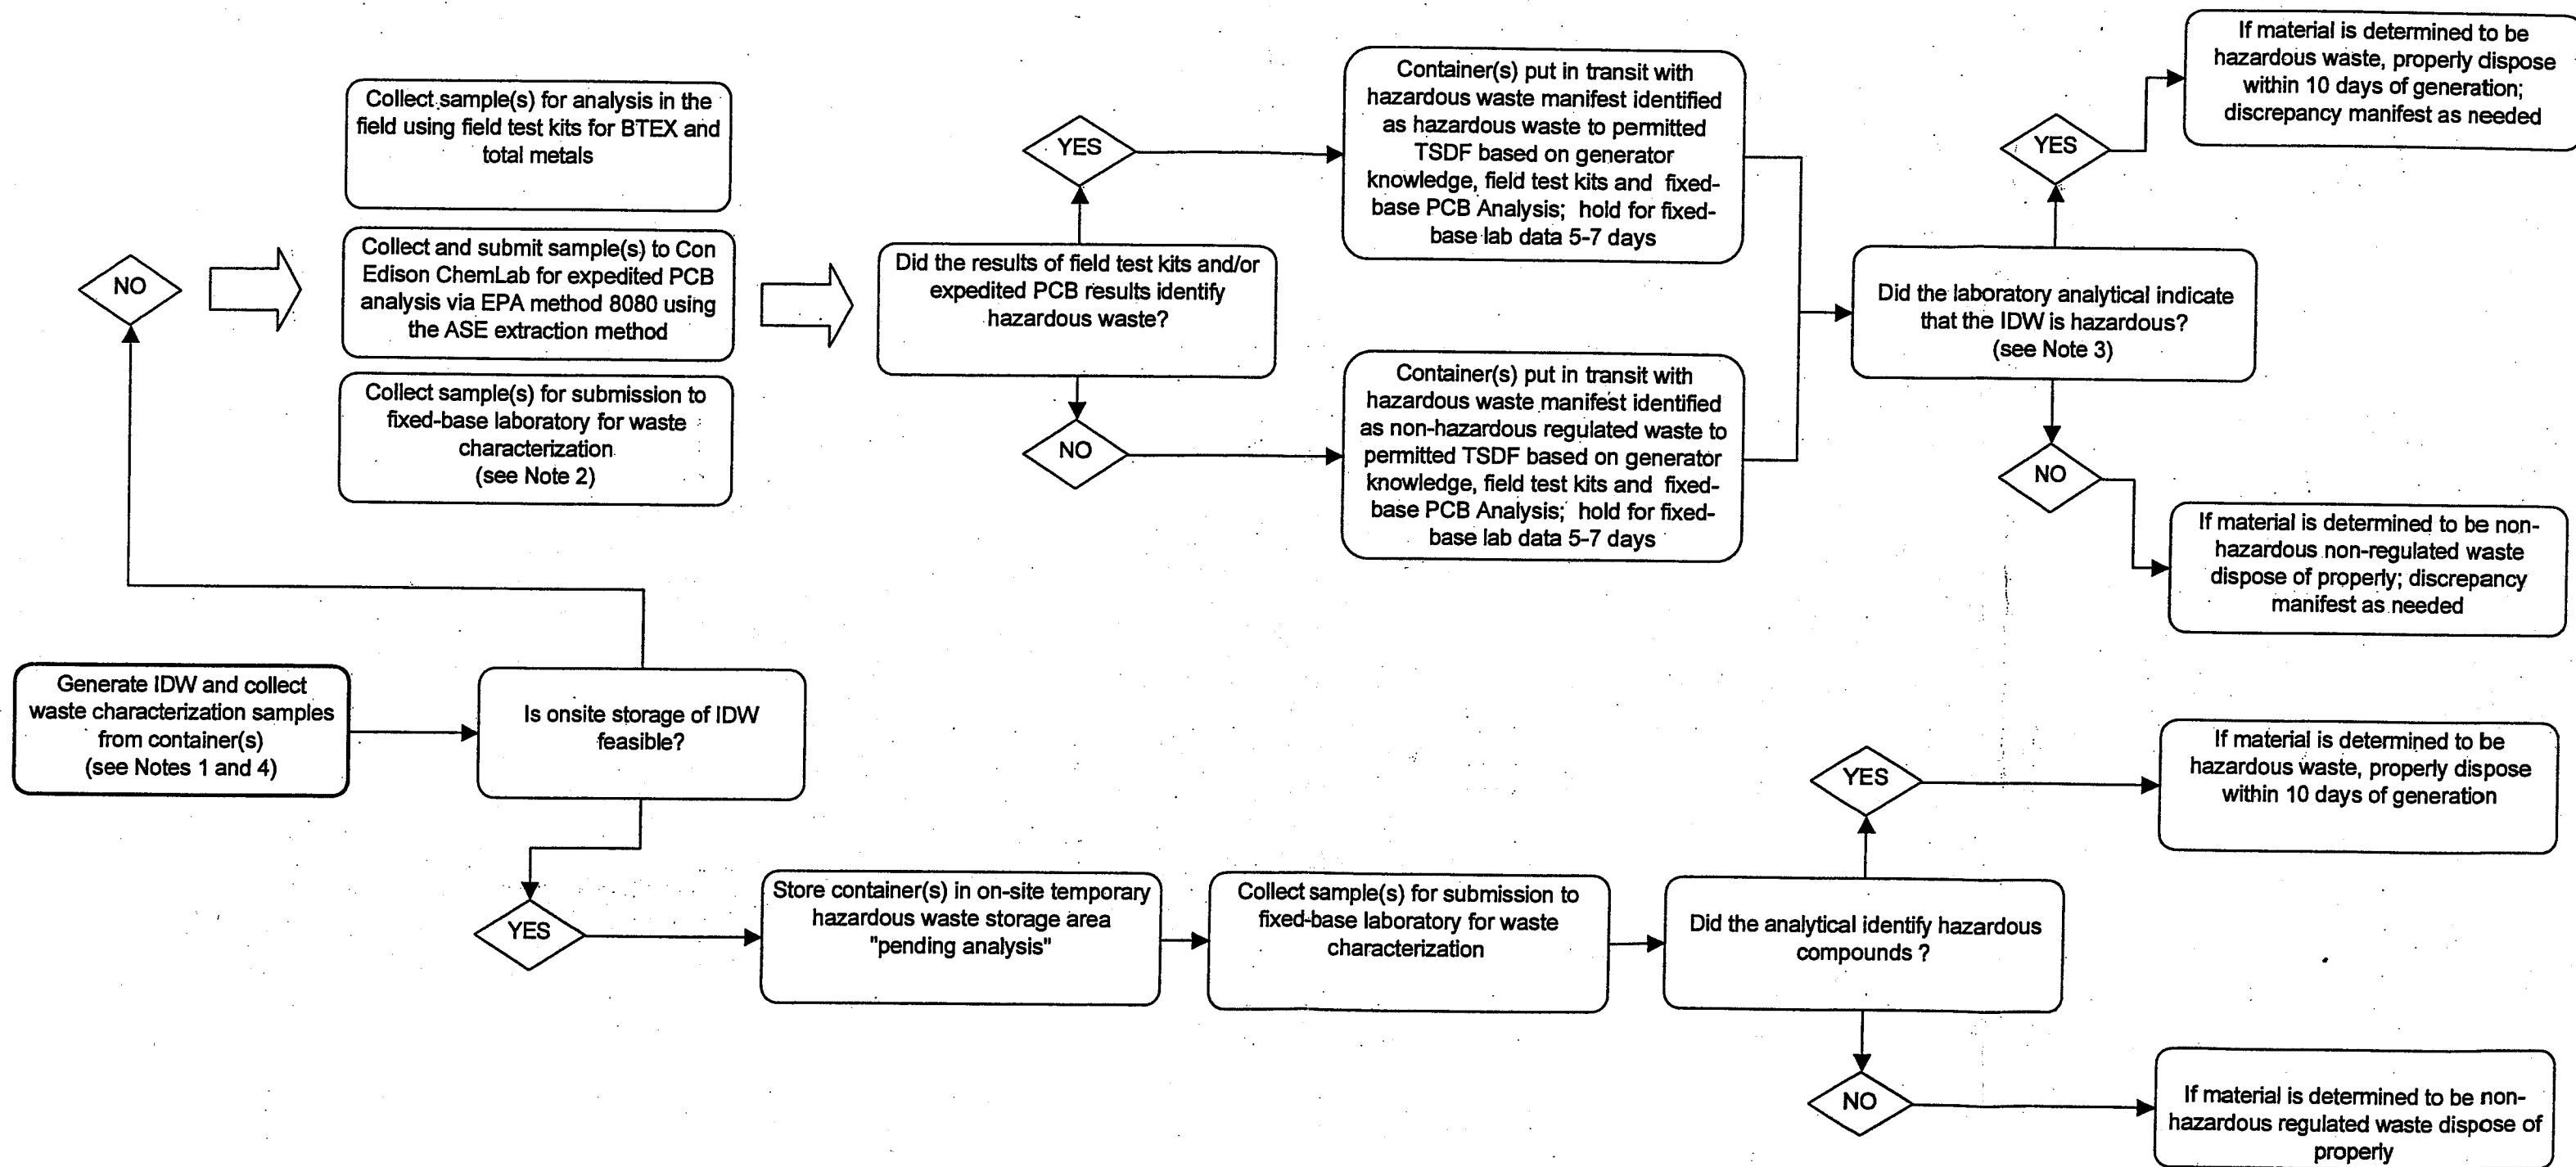 Collect sample(s) for analysis in the
field using field test kits for BTEX and
total metals
NO
Collect and submit sample(s) to Con
Edison ChemLab for expedited PCB
analysis via EPA method 8080 using
the ASE extraction method
Collect sample(s) for submission to
fixed-base laboratory for waste
characterization
(see Note 2)
YES
Did the results of field test kits and/or
expedited PCB results identify
hazardous waste?
NO
Container(s) put in transit with
hazardous waste manifest identified
as hazardous waste to permitted
TSDF based on generator
knowledge, field test kits and fixed-
base PCB Analysis; hold for fixed-
base lab data 5-7 days
Container(s) put in transit with
hazardous waste manifest identified
as non-hazardous regulated waste to
permitted TSDF based on generator
knowledge, field test kits and fixed-
base PCB Analysis; hold for fixed-
base lab data 5-7 days
If material is determined to be
hazardous waste, properly dispose
within 10 days of generation;
discrepancy manifest as needed
YES
Did the laboratory analytical indicate
that the IDW is hazardous?
(see Note 3)
NO
If material is determined to be non-
hazardous non-regulated waste
dispose of properly; discrepancy
manifest as needed
Generate IDW and collect
waste characterization samples
from container(s)
(see Notes 1 and 4)
Is onsite storage of IDW
feasible?
YES
Store container(s) in on-site temporary
hazardous waste storage area
"pending analysis"
Collect sample(s) for submission to
fixed-base laboratory for waste
characterization
YES
If material is determined to be
hazardous waste, properly dispose
within 10 days of generation
Did the analytical identify hazardous
compounds ?
NO
If material is determined to be non-
hazardous regulated waste dispose of
properly